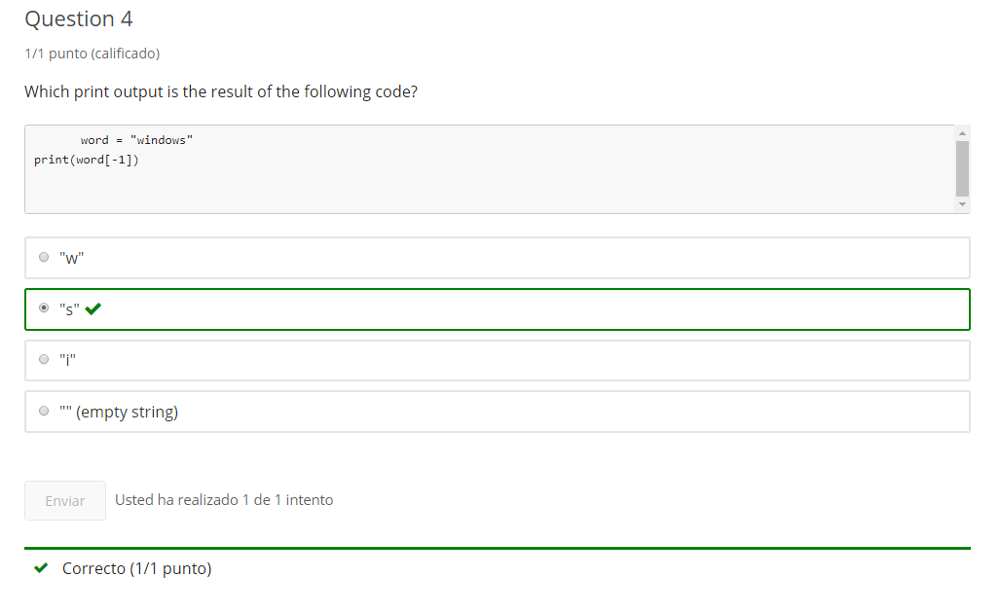 Question 4
1/1 punto (calificado)
Which print output is the result of the following code?
word = "windows"
print(word[-1])
"w"
"s"
"i"
"" (empty string)
Enviar
Usted ha realizado 1 de 1 intento
Correcto (1/1 punto)